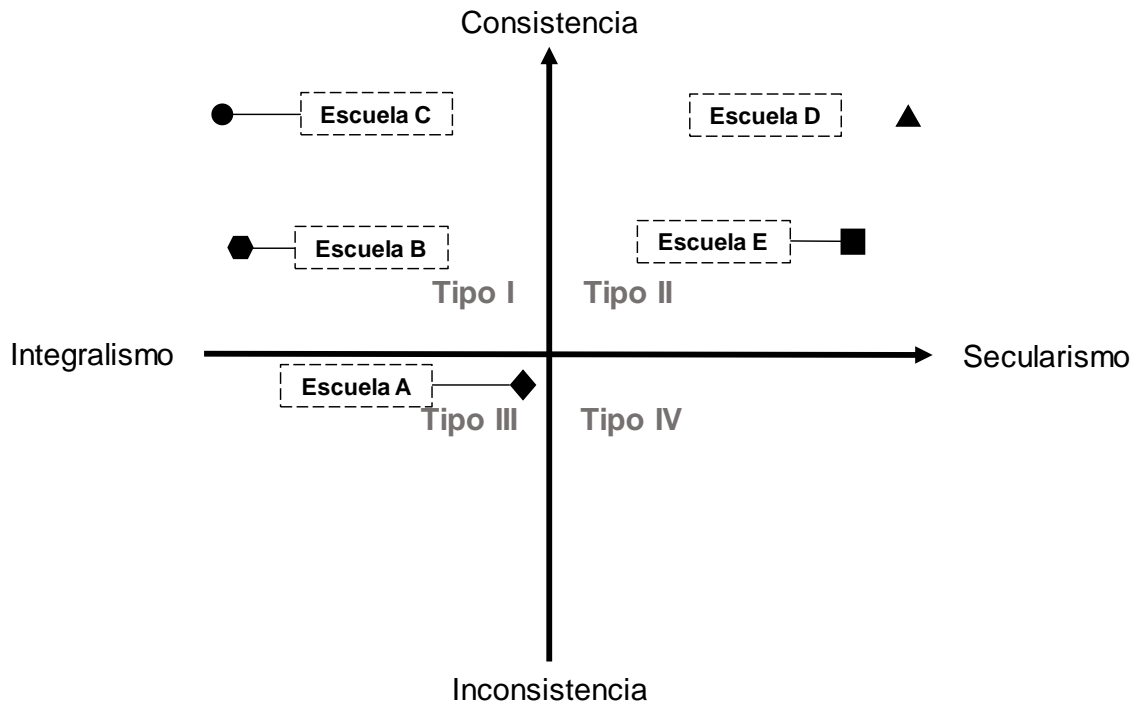 Consistencia
Escuela C
Escuela D
Escuela B
Escuela E
Tipo I
Tipo II
Integralismo
Secularismo
Escuela A
Tipo III
Tipo IV
Inconsistencia